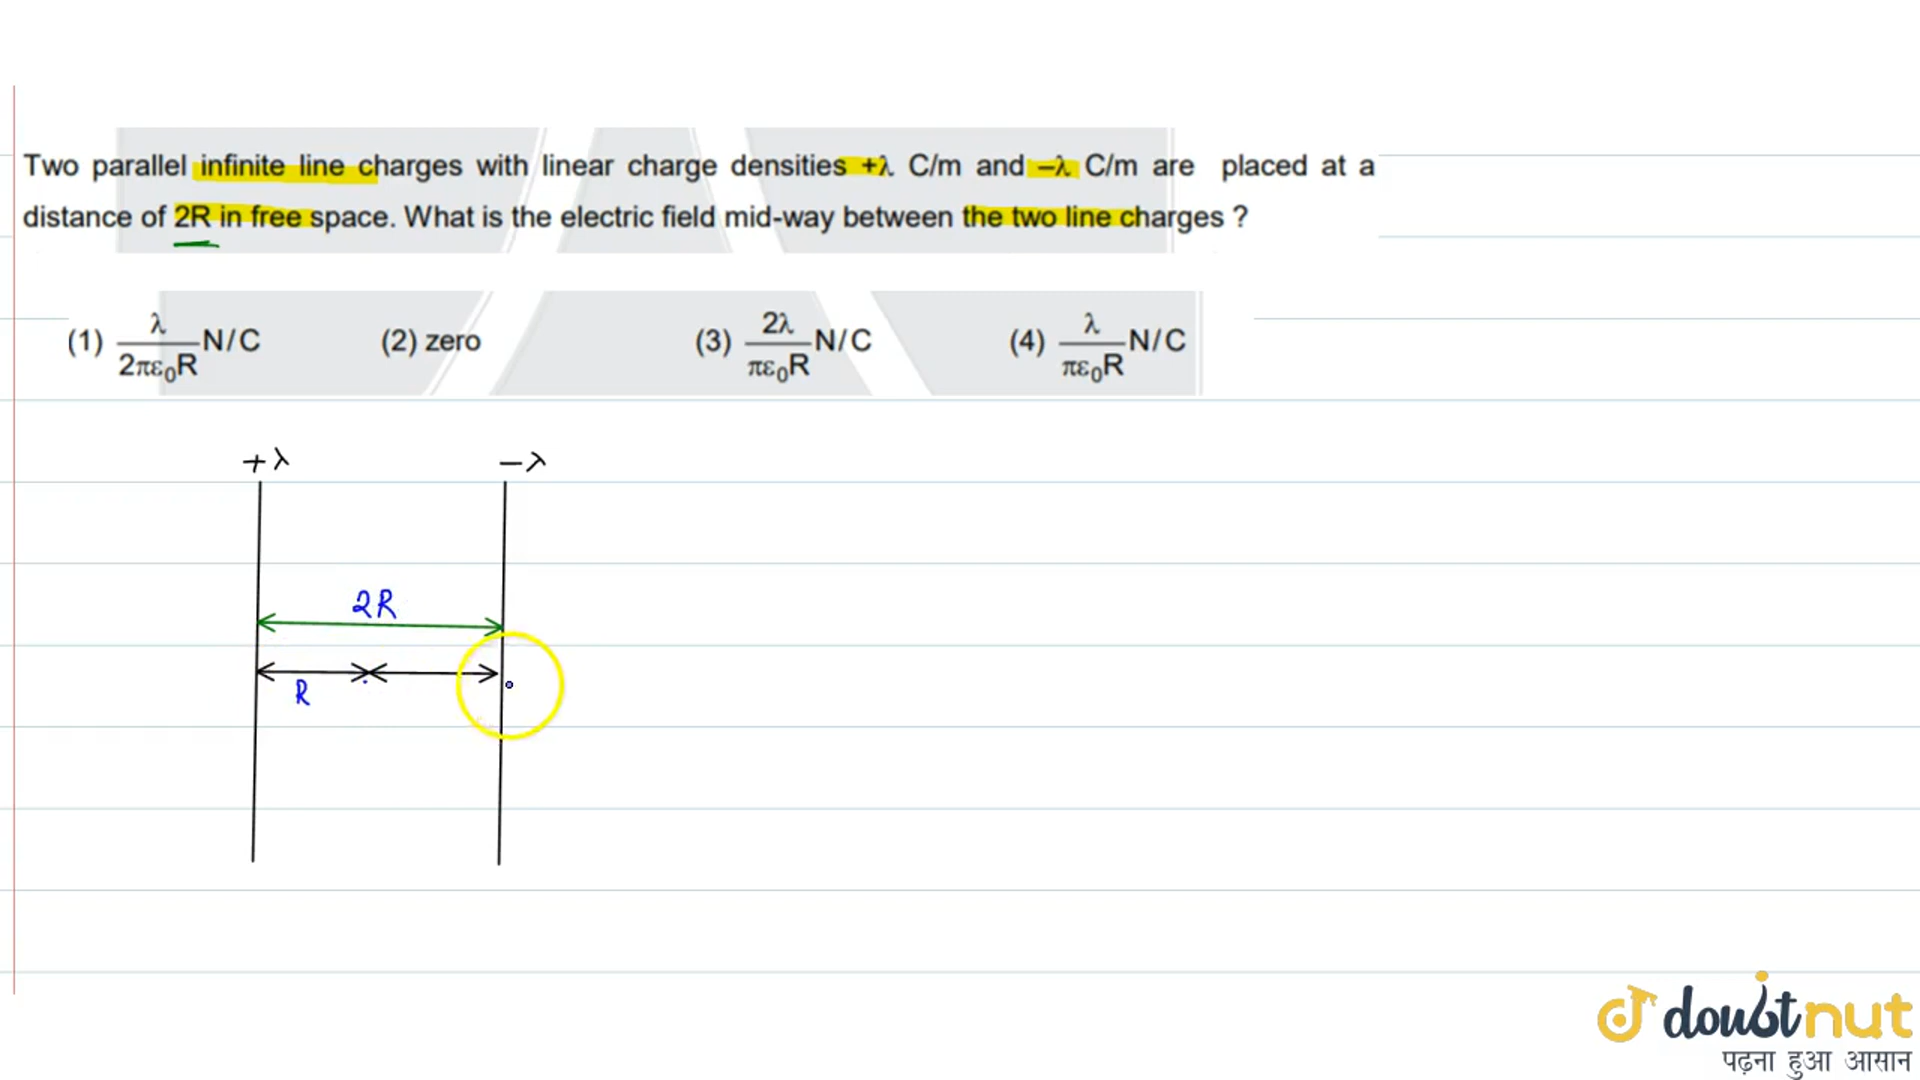 Two parallel infinite line charges with linear charge densities +λ C/m and –λ C/m are placed at a
distance of 2R in free space. What is the electric field mid-way between the two line charges ?
(1) λ/2πε₀R N/C (2) zero (3) 2λ/πε₀R N/C (4) λ/πε₀R N/C
+λ -λ
2R
R
doubtnut
पढ़ना हुआ आसान